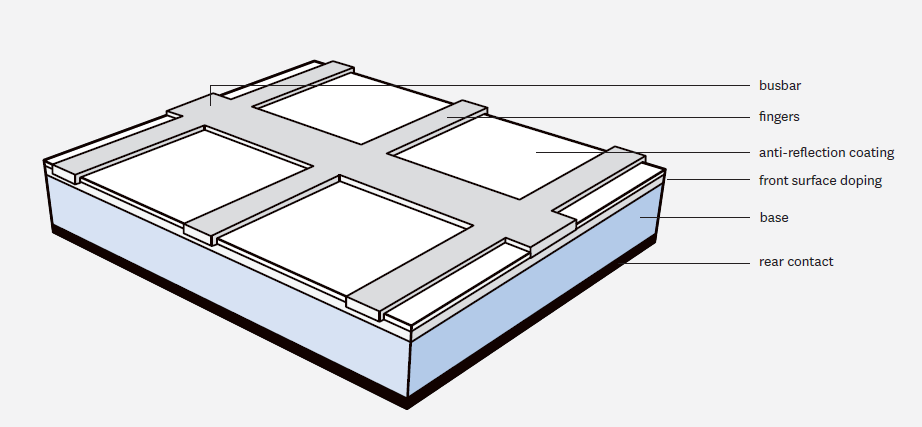 busbar
fingers
anti-reflection coating
front surface doping
base
rear contact